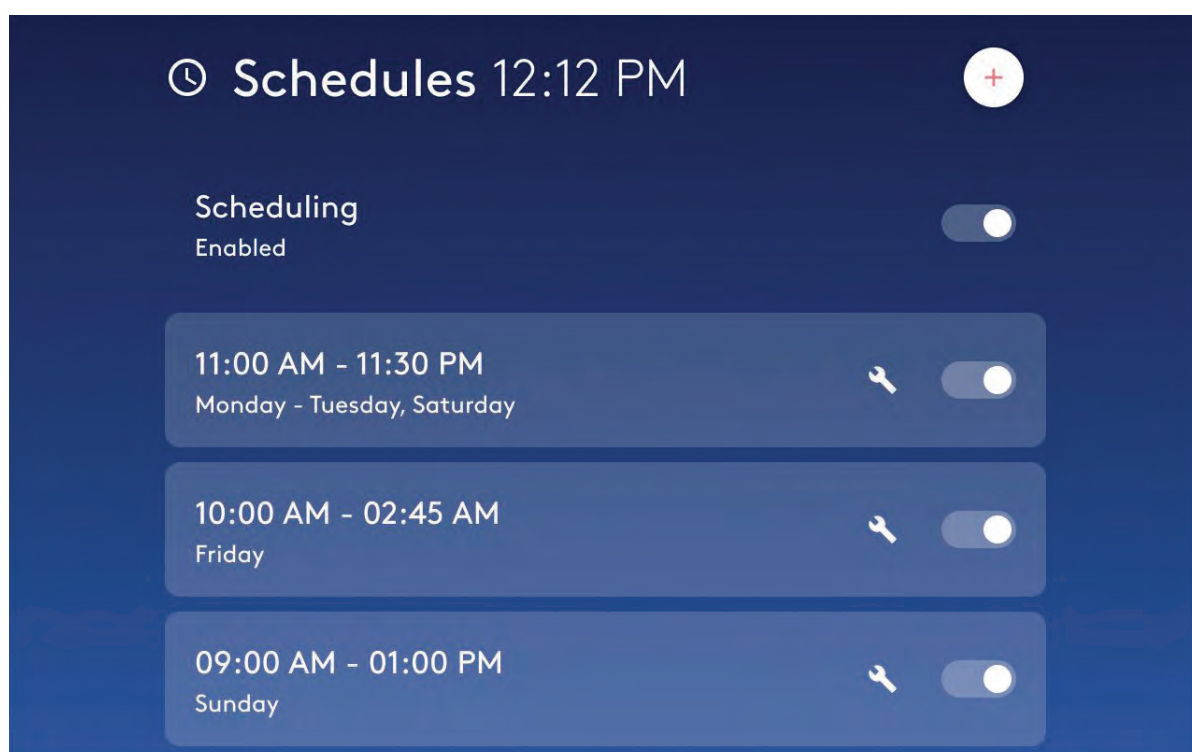 Schedules 12:12 PM
Scheduling
Enabled
11:00 AM - 11:30 PM
Monday - Tuesday, Saturday
10:00 AM - 02:45 AM
Friday
09:00 AM - 01:00 PM
Sunday